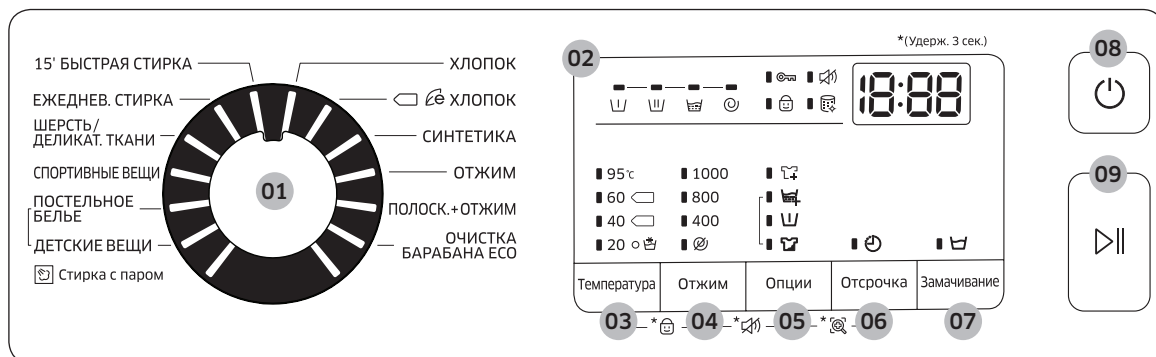 15' БЫСТРАЯ СТИРКА
ЕЖЕДНЕВ. СТИРКА
ШЕРСТЬ/
ДЕЛИКАТ. ТКАНИ
СПОРТИВНЫЕ ВЕЩИ
ПОСТЕЛЬНОЕ
БЕЛЬЕ
ДЕТСКИЕ ВЕЩИ
Стирка с паром
01
ХЛОПОК
ХЛОПОК
СИНТЕТИКА
ОТЖИМ
ПОЛОСК.+ОТЖИМ
ОЧИСТКА
БАРАБАНА ECO
02
*(Удерж. 3 сек.)
18:88
95℃ 1000
60 800
40 400
20
Температура Отжим Опции Отсрочка Замачивание
03 * 04 * 05 * 06 07
08
09